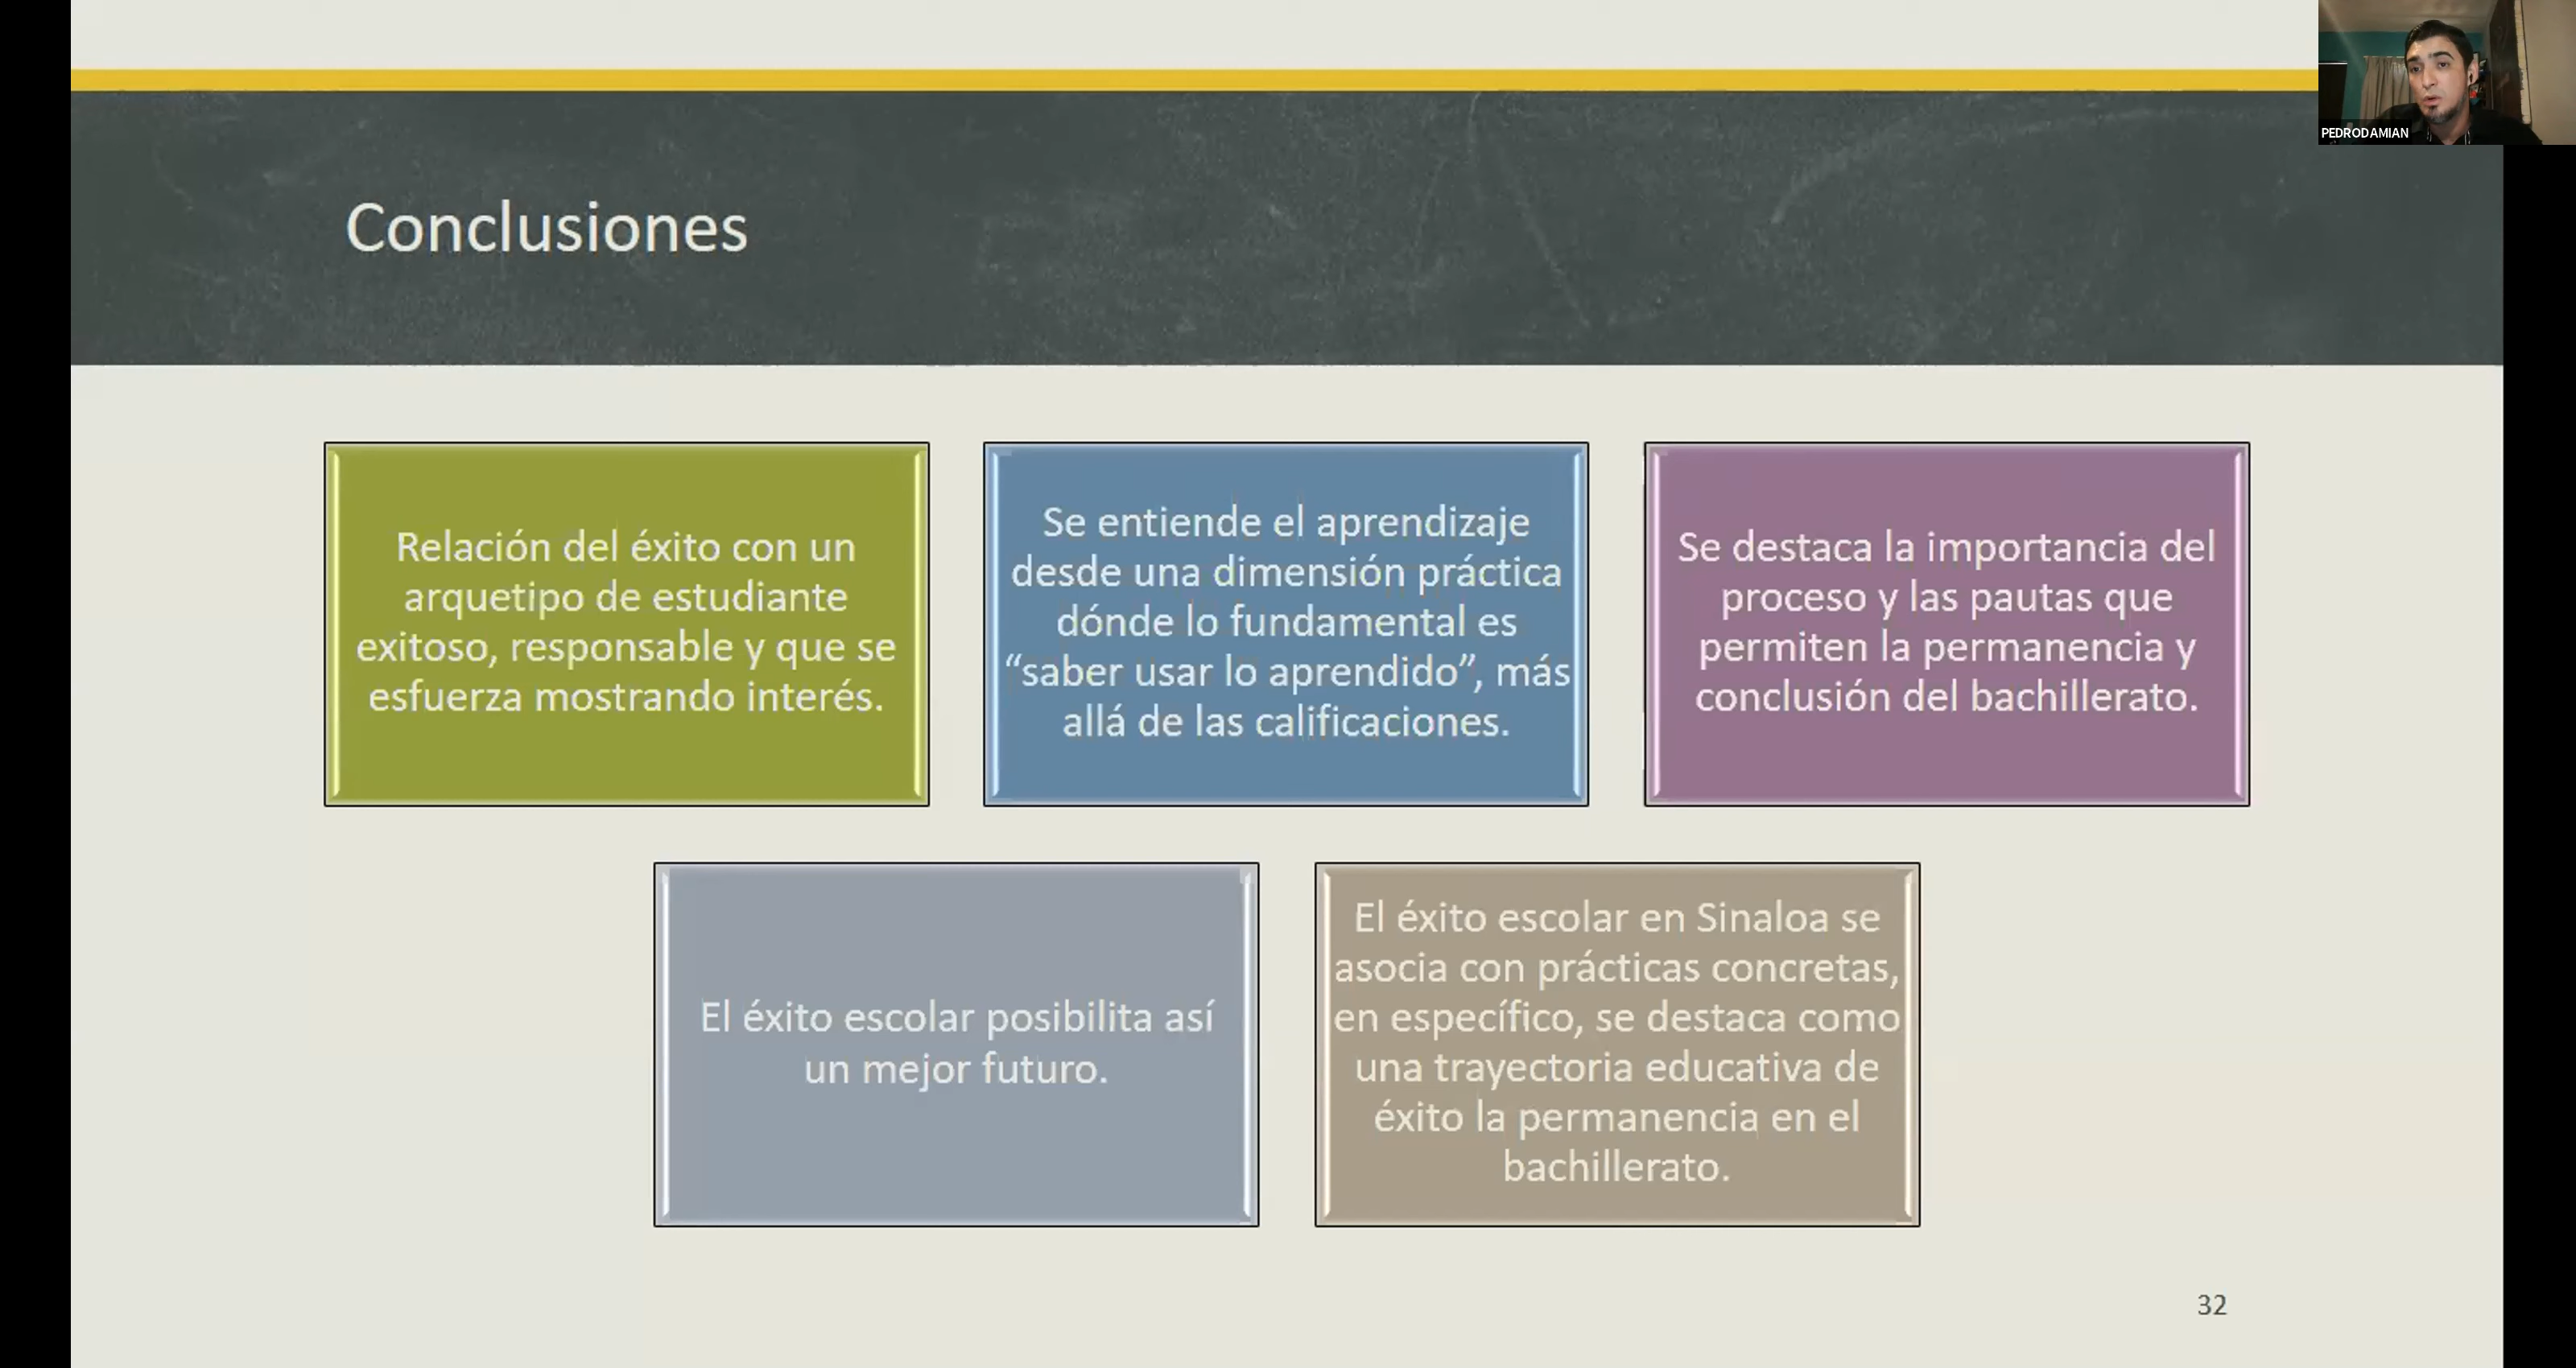 PEDRODAMIAN
Conclusiones
Relación del éxito con un
arquetipo de estudiante
exitoso, responsable y que se
esfuerza mostrando interés.
Se entiende el aprendizaje
desde una dimensión práctica
dónde lo fundamental es
“saber usar lo aprendido”, más
allá de las calificaciones.
Se destaca la importancia del
proceso y las pautas que
permiten la permanencia y
conclusión del bachillerato.
El éxito escolar posibilita así
un mejor futuro.
El éxito escolar en Sinaloa se
asocia con prácticas concretas,
en específico, se destaca como
una trayectoria educativa de
éxito la permanencia en el
bachillerato.
32